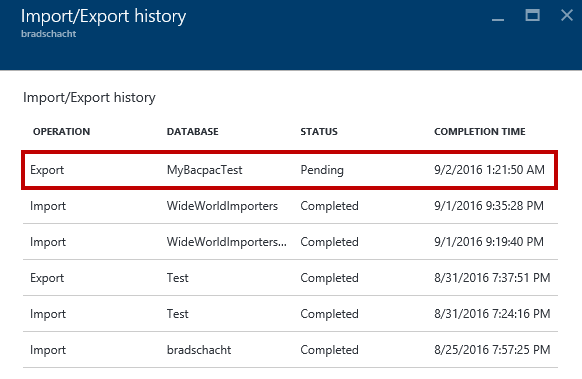 Import/Export history
bradschacht
Import/Export history
OPERATION DATABASE STATUS COMPLETION TIME
Export MyBacpacTest Pending 9/2/2016 1:21:50 AM
Import WideWorldImporters Completed 9/1/2016 9:35:28 PM
Import WideWorldImporters... Completed 9/1/2016 9:19:40 PM
Export Test Completed 8/31/2016 7:37:51 PM
Import Test Completed 8/31/2016 7:24:16 PM
Import bradschacht Completed 8/25/2016 7:57:25 PM